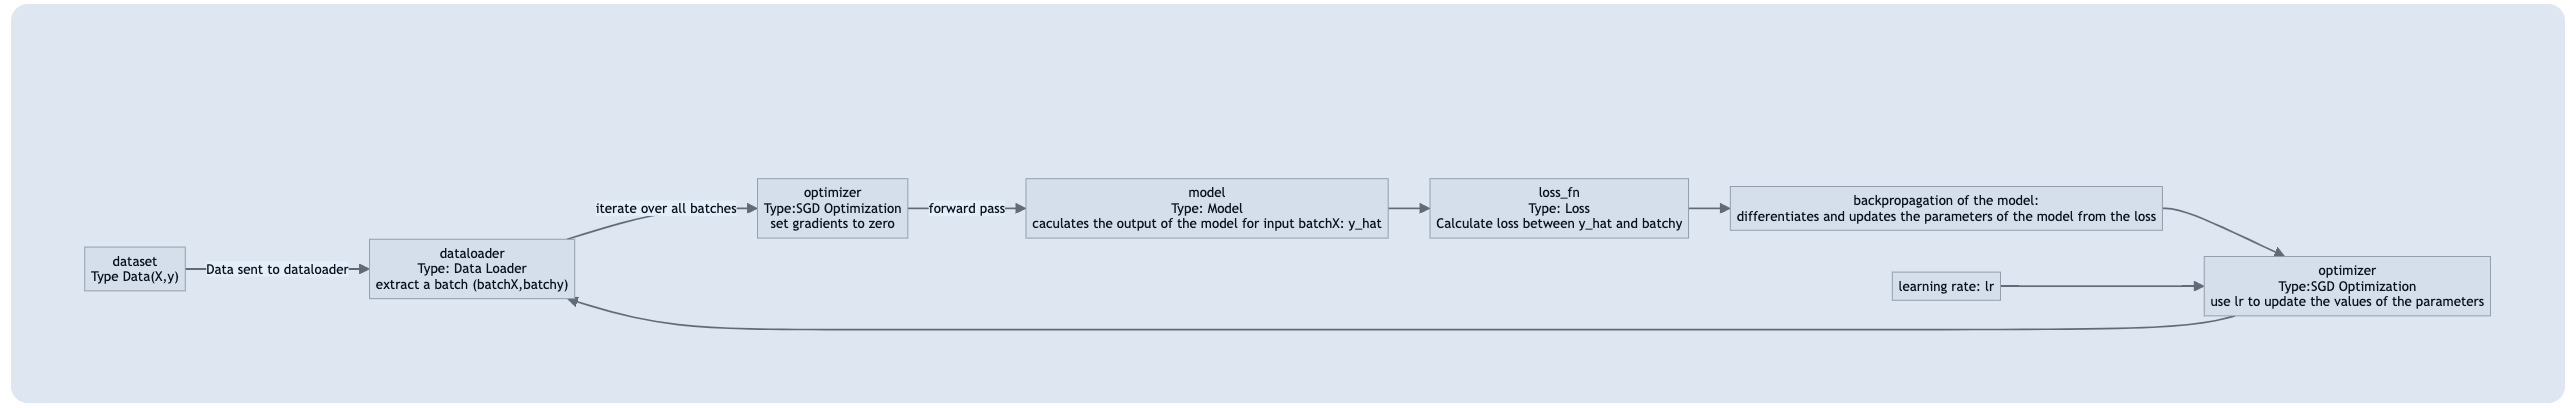 dataset
Type Data(X,y)
Data sent to dataloader
dataloader
Type: Data Loader
extract a batch (batchX,batchy)
iterate over all batches
optimizer
Type:SGD Optimization
set gradients to zero
forward pass
model
Type: Model
caculates the output of the model for input batchX: y_hat
loss_fn
Type: Loss
Calculate loss between y_hat and batchy
backpropagation of the model:
differentiates and updates the parameters of the model from the loss
learning rate: lr
optimizer
Type:SGD Optimization
use lr to update the values of the parameters